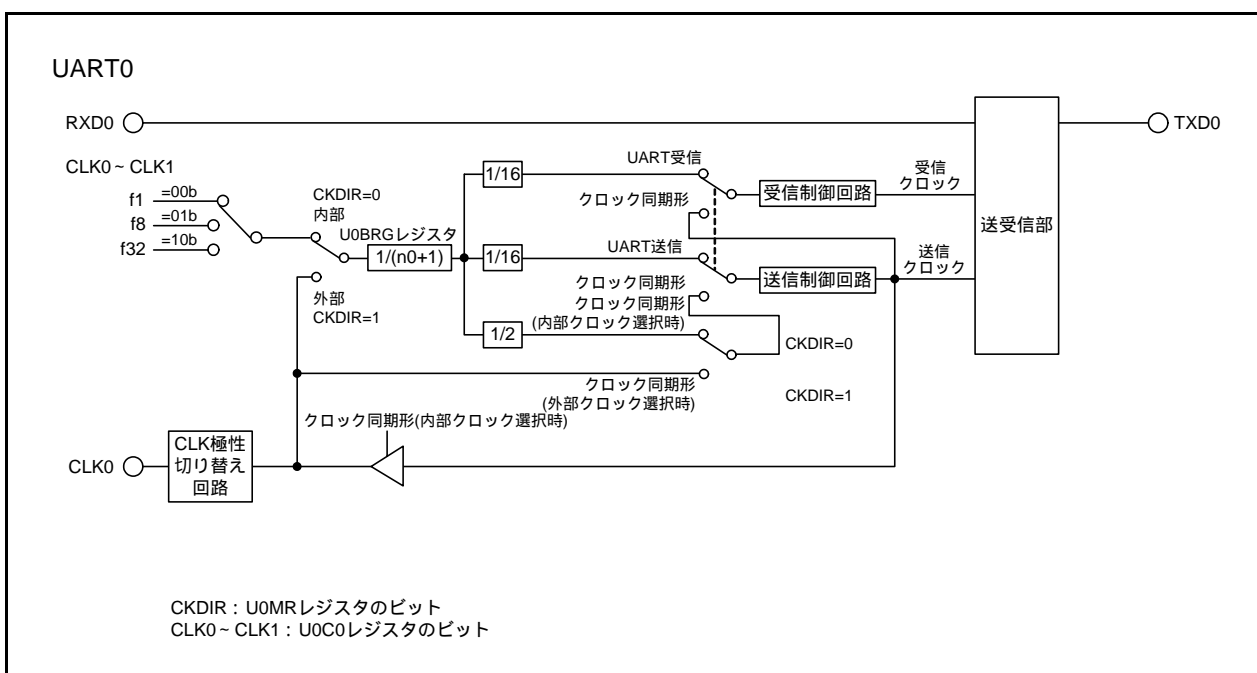 UART0
RXD0
TXD0
CLK0~CLK1
f1
=00b
f8
=01b
f32
=10b
CKDIR=0
内部
U0BRGレジスタ
1/(n0+1)
外部
CKDIR=1
1/16
UART受信
クロック同期形
受信制御回路
受信
クロック
1/16
UART送信
クロック同期形
送信制御回路
送信
クロック
送受信部
クロック同期形
(内部クロック選択時)
1/2
CKDIR=0
クロック同期形
(外部クロック選択時)
CKDIR=1
クロック同期形(内部クロック選択時)
CLK0
CLK極性
切り替え
回路
CKDIR:U0MRレジスタのビット
CLK0~CLK1:U0C0レジスタのビット